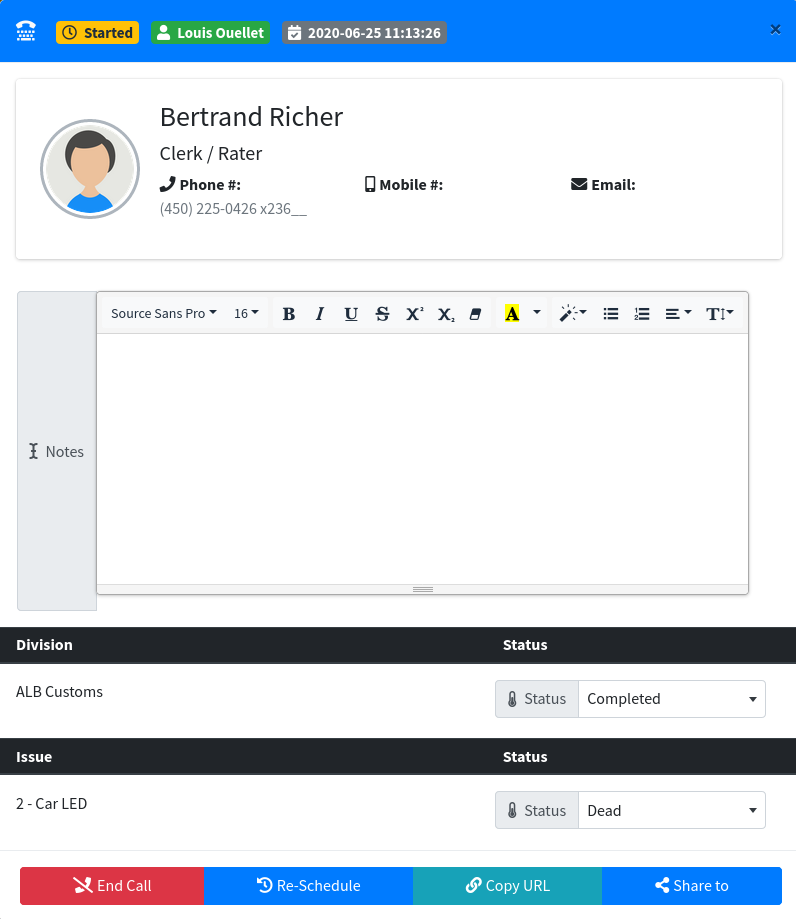 Started Louis Ouellet 2020-06-25 11:13:26 ×
Bertrand Richer
Clerk / Rater
Phone #: Mobile #: Email:
(450) 225-0426 x236__
Source Sans Pro 16 B I U S X² X₂ A T
Notes
Division Status
ALB Customs Status Completed
Issue Status
2 - Car LED Status Dead
End Call Re-Schedule Copy URL Share to